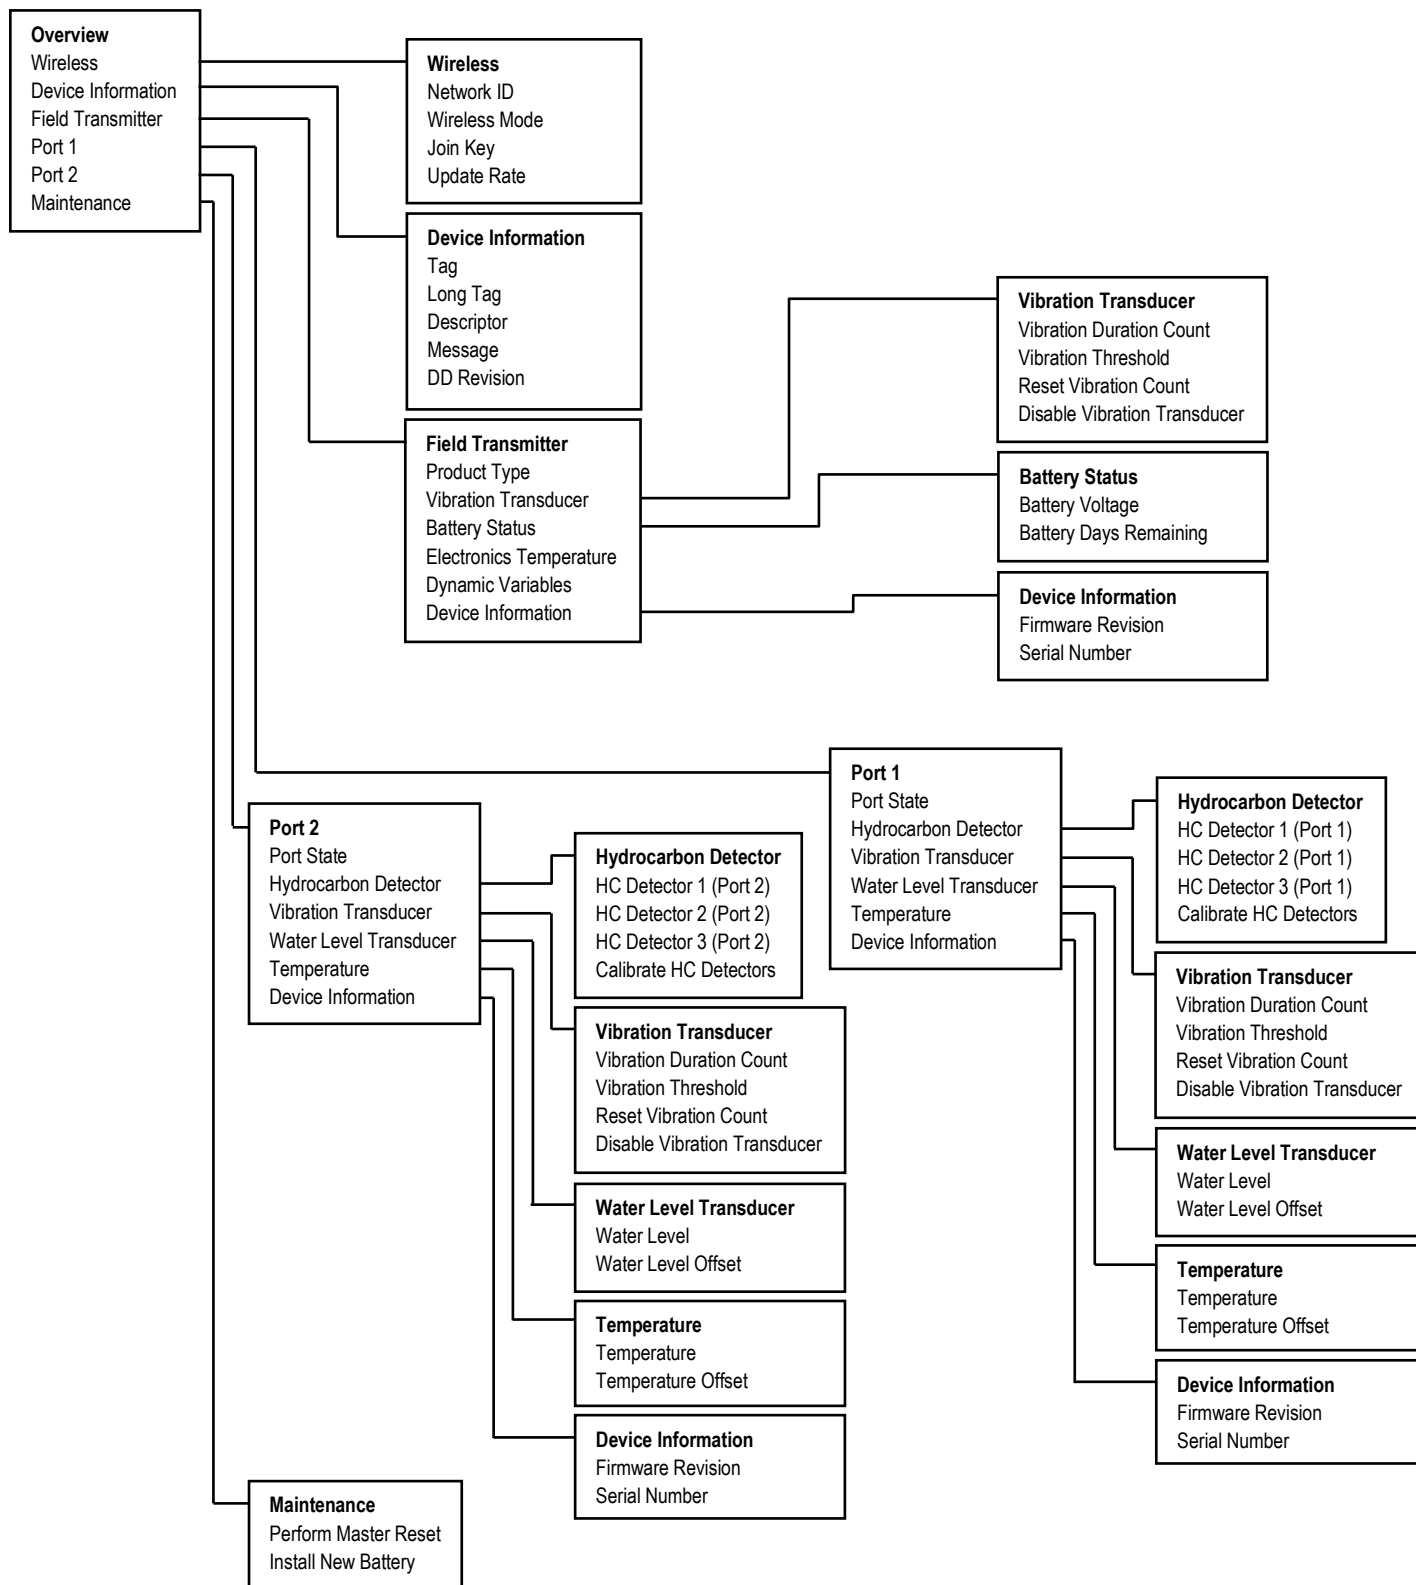 Overview
Wireless
Device Information
Field Transmitter
Port 1
Port 2
Maintenance
Wireless
Network ID
Wireless Mode
Join Key
Update Rate
Device Information
Tag
Long Tag
Descriptor
Message
DD Revision
Field Transmitter
Product Type
Vibration Transducer
Battery Status
Electronics Temperature
Dynamic Variables
Device Information
Vibration Transducer
Vibration Duration Count
Vibration Threshold
Reset Vibration Count
Disable Vibration Transducer
Battery Status
Battery Voltage
Battery Days Remaining
Device Information
Firmware Revision
Serial Number
Port 1
Port State
Hydrocarbon Detector
Vibration Transducer
Water Level Transducer
Temperature
Device Information
Hydrocarbon Detector
HC Detector 1 (Port 1)
HC Detector 2 (Port 1)
HC Detector 3 (Port 1)
Calibrate HC Detectors
Vibration Transducer
Vibration Duration Count
Vibration Threshold
Reset Vibration Count
Disable Vibration Transducer
Water Level Transducer
Water Level
Water Level Offset
Temperature
Temperature
Temperature Offset
Device Information
Firmware Revision
Serial Number
Port 2
Port State
Hydrocarbon Detector
Vibration Transducer
Water Level Transducer
Temperature
Device Information
Hydrocarbon Detector
HC Detector 1 (Port 2)
HC Detector 2 (Port 2)
HC Detector 3 (Port 2)
Calibrate HC Detectors
Vibration Transducer
Vibration Duration Count
Vibration Threshold
Reset Vibration Count
Disable Vibration Transducer
Water Level Transducer
Water Level
Water Level Offset
Temperature
Temperature
Temperature Offset
Device Information
Firmware Revision
Serial Number
Maintenance
Perform Master Reset
Install New Battery